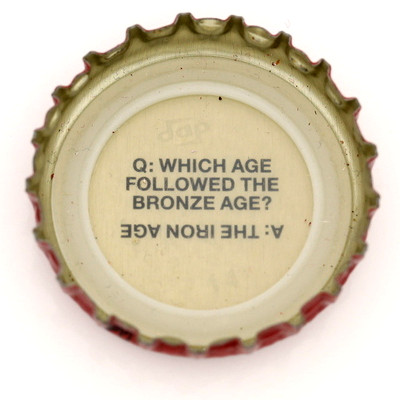 Q: WHICH AGE
FOLLOWED THE
BRONZE AGE?
A: THE IRON AGE